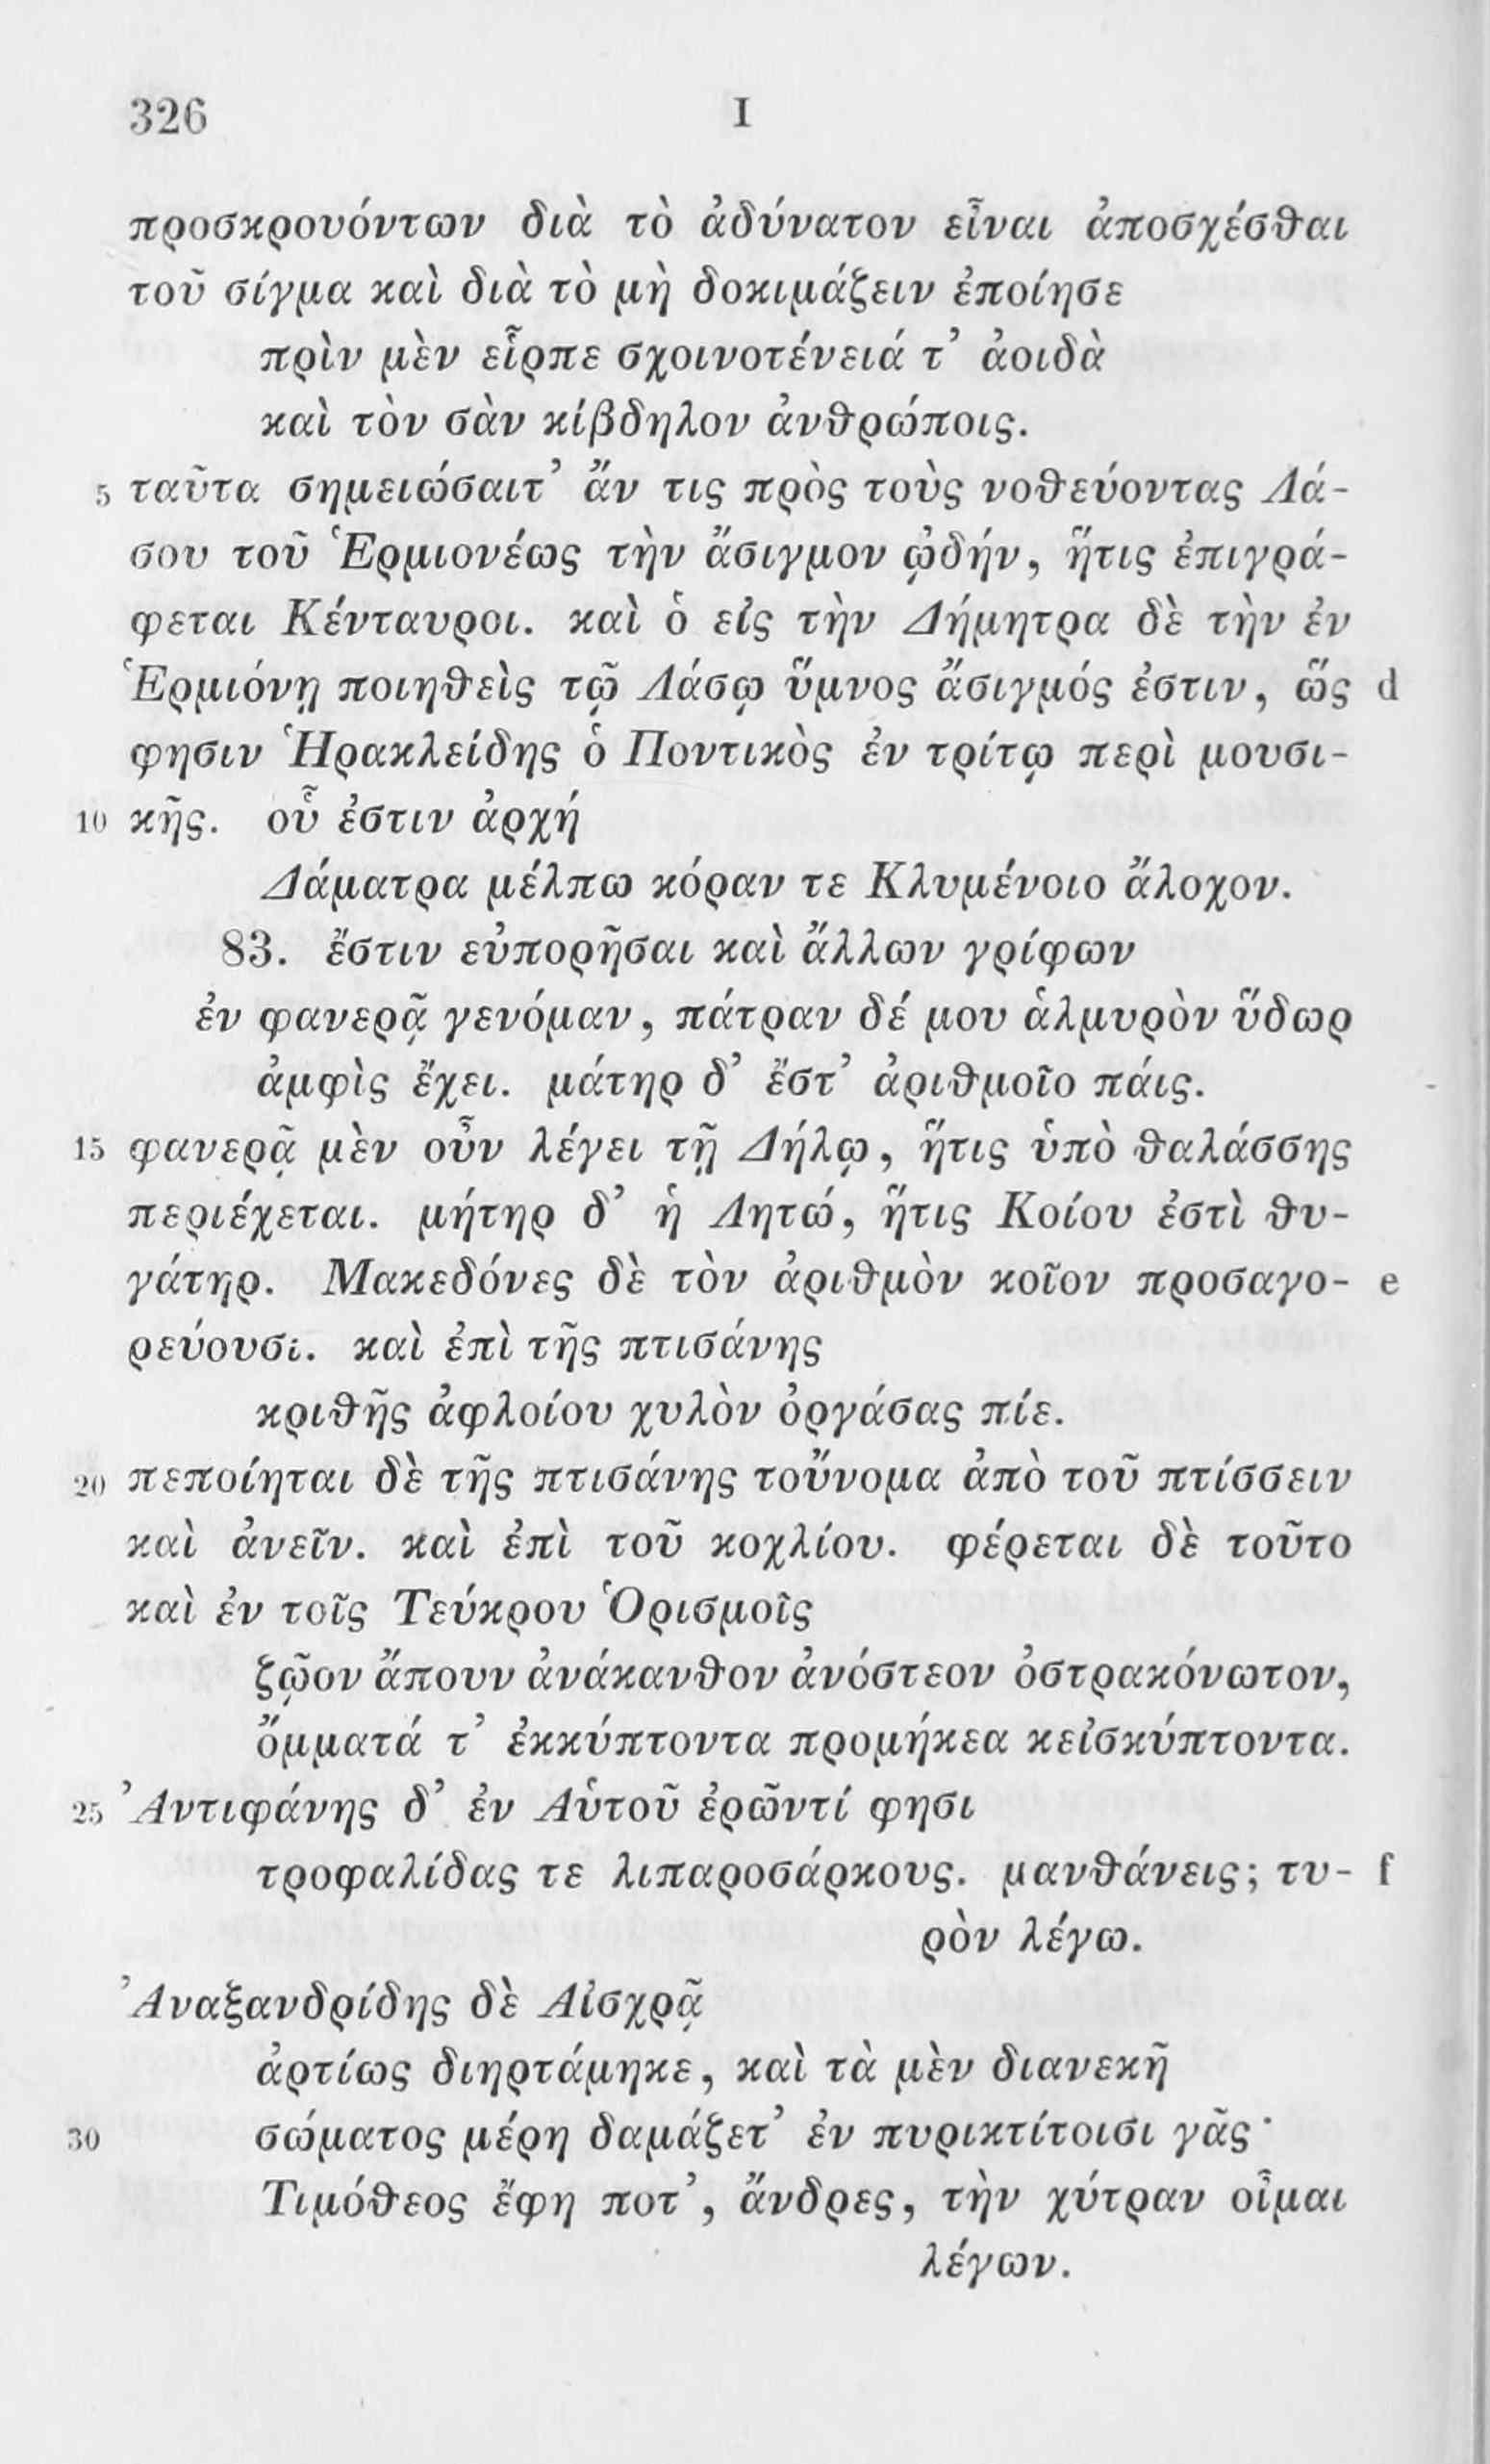 326 I
προσκρουόντων διὰ τὸ ἀδύνατον εἶναι ἀποσχέσθαι
τοῦ σίγμα καὶ διὰ τὸ μὴ δοκιμάζειν ἐποίησε
πρὶν μὲν εἷρπε σχοινοτένειά τ’ ἀοιδὰ
καὶ τὸν σὰν κίβδηλον ἀνθρώποις.
5 ταῦτα σημειώσαιτ’ ἄν τις πρὸς τοὺς νοθεύοντας Λά-
σου τοῦ Ἑρμιονέως τὴν ἄσιγμον ᾠδήν, ἥτις ἐπιγρά-
φεται Κένταυροι. καὶ ὁ εἰς τὴν Δήμητρα δὲ τὴν ἐν
Ἑρμιόνῃ ποιηθεὶς τῷ Λάσῳ ὕμνος ἄσιγμός ἐστιν, ὥς d
φησιν Ἡρακλείδης ὁ Ποντικὸς ἐν τρίτῳ περὶ μουσι-
10 κῆς. οὗ ἐστιν ἀρχή
Δάματρα μέλπω κόραν τε Κλυμένοιο ἄλοχον.
83. ἔστιν εὐπορῆσαι καὶ ἄλλων γρίφων
ἐν φανερᾷ γενόμαν, πάτραν δέ μου ἁλμυρὸν ὕδωρ
ἀμφὶς ἔχει. μάτηρ δ’ ἔστ’ ἀριθμοῖο πάις.
15 φανερᾷ μὲν οὖν λέγει τῇ Δήλῳ, ἥτις ὑπὸ θαλάσσης
περιέχεται. μήτηρ δ’ ἡ Λητώ, ἥτις Κοίου ἐστὶ θυ-
γάτηρ. Μακεδόνες δὲ τὸν ἀριθμὸν κοῖον προσαγο- e
ρεύουσι. καὶ ἐπὶ τῆς πτισάνης
κριθῆς ἀφλοίου χυλὸν ὀργάσας πίε.
20 πεποίηται δὲ τῆς πτισάνης τοὔνομα ἀπὸ τοῦ πτίσσειν
καὶ ἀνεῖν. καὶ ἐπὶ τοῦ κοχλίου. φέρεται δὲ τοῦτο
καὶ ἐν τοῖς Τεύκρου Ὁρισμοῖς
ζῷον ἄπουν ἀνάκανθον ἀνόστεον ὀστρακόνωτον,
ὄμματά τ’ ἐκκύπτοντα προμήκεα κεἰσκύπτοντα.
25 Ἀντιφάνης δ’ ἐν Αὑτοῦ ἐρῶντί φησι
τροφαλίδας τε λιπαροσάρκους. μανθάνεις; τυ- f
ρὸν λέγω.
Ἀναξανδρίδης δὲ Αἰσχρᾷ
ἀρτίως διηρτάμηκε, καὶ τὰ μὲν διανεκῆ
30 σώματος μέρη δαμάζετ’ ἐν πυρικτίτοισι γᾶς·
Τιμόθεος ἔφη ποτ’, ἄνδρες, τὴν χύτραν οἶμαι
λέγων.